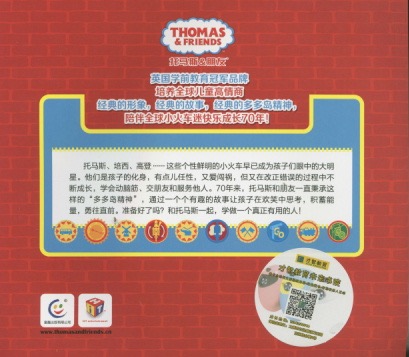 THOMAS
& FRIENDS
托马斯&朋友
英国学前教育冠军品牌
培养全球儿童高情商
经典的形象，经典的故事，经典的多多岛精神，
陪伴全球小火车迷快乐成长70年！
托马斯、培西、高登……这些个性鲜明的小火车早已成为孩子们眼中的大明
星。他们是孩子的化身，有点儿任性，又爱闯祸，但又在改正错误的过程中不
断成长，学会动脑筋、交朋友和服务他人。70年来，托马斯和朋友一直秉承这
样的“多多岛精神”，通过一个个有趣的故事让孩子在欢笑中思考，积蓄能
量，勇往直前。准备好了吗？和托马斯一起，学做一个真正有用的人！
www.thomasandfriends.cn